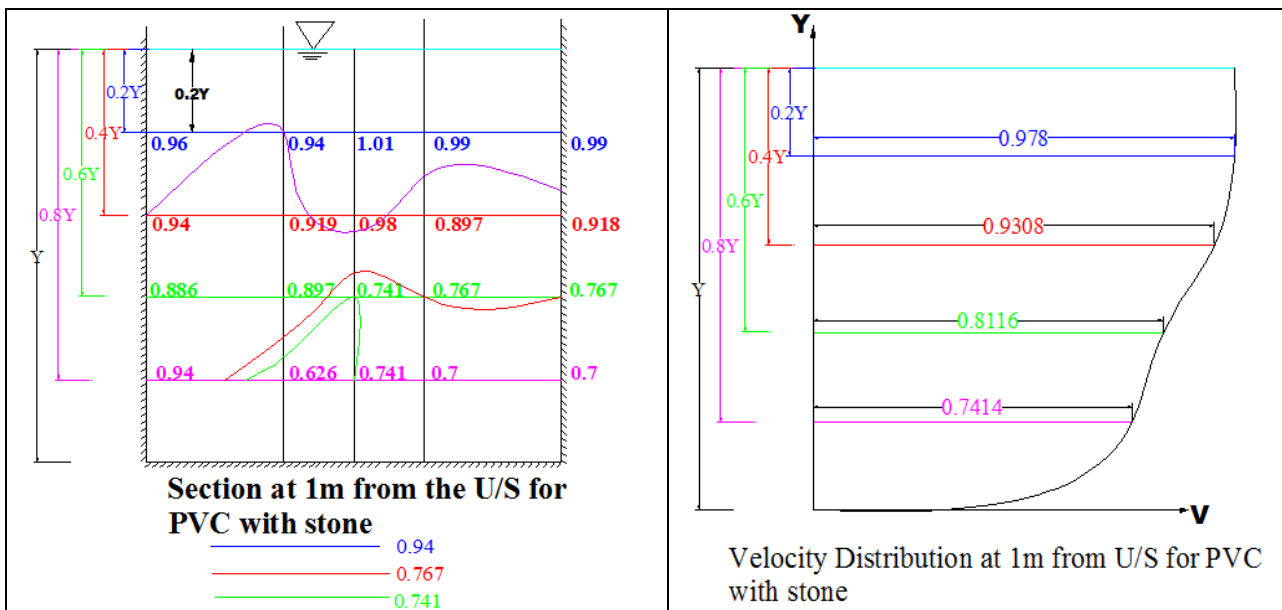 0.2Y
0.2Y
0.4Y
0.6Y
0.8Y
Y
0.96 0.94 1.01 0.99 0.99
0.94 0.919 0.98 0.897 0.918
0.886 0.897 0.741 0.767 0.767
0.94 0.626 0.741 0.7 0.7
Section at 1m from the U/S for
PVC with stone
0.94
0.767
0.741
Y
0.2Y
0.4Y
0.6Y
0.8Y
Y
0.978
0.9308
0.8116
0.7414
V
Velocity Distribution at 1m from U/S for PVC
with stone